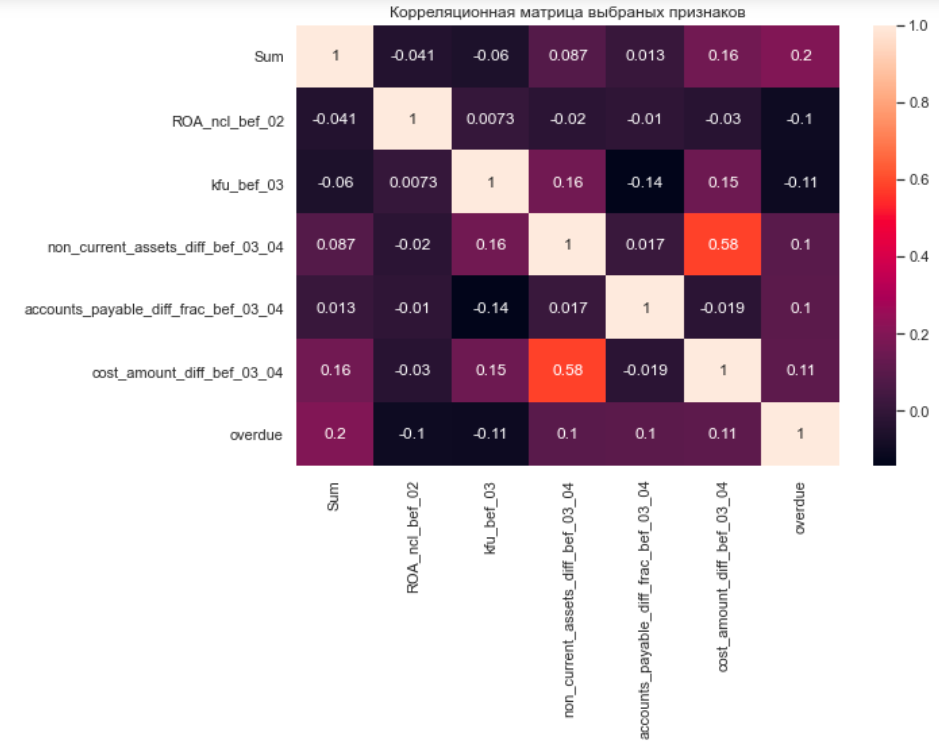 Корреляционная матрица выбраных признаков
Sum 1 -0.041 -0.06 0.087 0.013 0.16 0.2
ROA_ncl_bef_02 -0.041 1 0.0073 -0.02 -0.01 -0.03 -0.1
kfu_bef_03 -0.06 0.0073 1 0.16 -0.14 0.15 -0.11
non_current_assets_diff_bef_03_04 0.087 -0.02 0.16 1 0.017 0.58 0.1
accounts_payable_diff_frac_bef_03_04 0.013 -0.01 -0.14 0.017 1 -0.019 0.1
cost_amount_diff_bef_03_04 0.16 -0.03 0.15 0.58 -0.019 1 0.11
overdue 0.2 -0.1 -0.11 0.1 0.1 0.11 1
Sum
ROA_ncl_bef_02
kfu_bef_03
non_current_assets_diff_bef_03_04
accounts_payable_diff_frac_bef_03_04
cost_amount_diff_bef_03_04
overdue
1.0
0.8
0.6
0.4
0.2
0.0